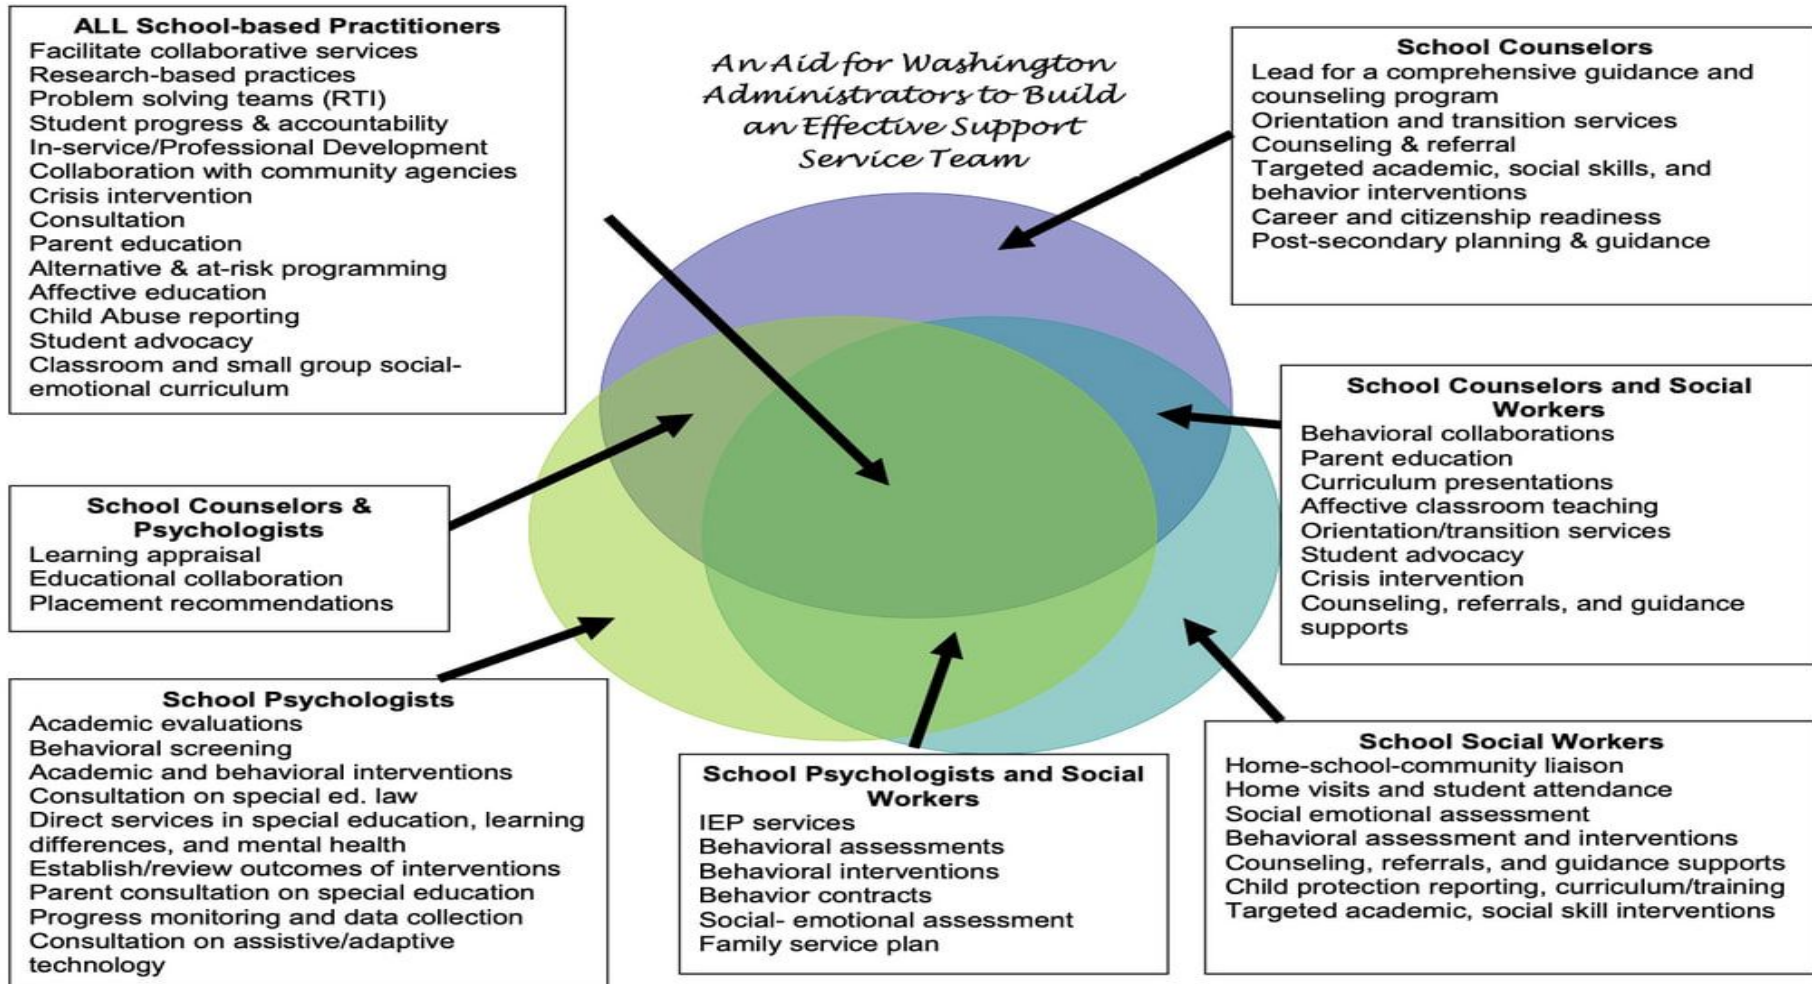 ALL School-based Practitioners
Facilitate collaborative services
Research-based practices
Problem solving teams (RTI)
Student progress & accountability
In-service/Professional Development
Collaboration with community agencies
Crisis intervention
Consultation
Parent education
Alternative & at-risk programming
Affective education
Child Abuse reporting
Student advocacy
Classroom and small group social-
emotional curriculum
An Aid for Washington
Administrators to Build
an Effective Support
Service Team
School Counselors
Lead for a comprehensive guidance and
counseling program
Orientation and transition services
Counseling & referral
Targeted academic, social skills, and
behavior interventions
Career and citizenship readiness
Post-secondary planning & guidance
School Counselors and Social
Workers
Behavioral collaborations
Parent education
Curriculum presentations
Affective classroom teaching
Orientation/transition services
Student advocacy
Crisis intervention
Counseling, referrals, and guidance
supports
School Counselors &
Psychologists
Learning appraisal
Educational collaboration
Placement recommendations
School Psychologists
Academic evaluations
Behavioral screening
Academic and behavioral interventions
Consultation on special ed. law
Direct services in special education, learning
differences, and mental health
Establish/review outcomes of interventions
Parent consultation on special education
Progress monitoring and data collection
Consultation on assistive/adaptive
technology
School Psychologists and Social
Workers
IEP services
Behavioral assessments
Behavioral interventions
Behavior contracts
Social- emotional assessment
Family service plan
School Social Workers
Home-school-community liaison
Home visits and student attendance
Social emotional assessment
Behavioral assessment and interventions
Counseling, referrals, and guidance supports
Child protection reporting, curriculum/training
Targeted academic, social skill interventions